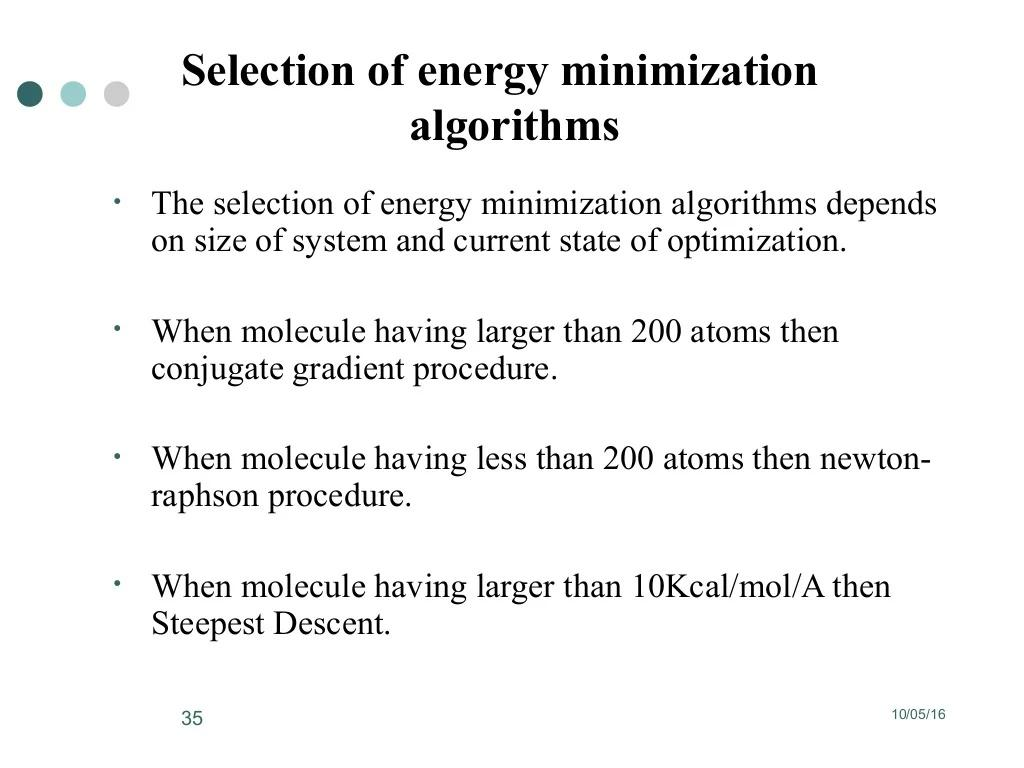 Selection of energy minimization
algorithms
• The selection of energy minimization algorithms depends
on size of system and current state of optimization.
• When molecule having larger than 200 atoms then
conjugate gradient procedure.
• When molecule having less than 200 atoms then newton-
raphson procedure.
• When molecule having larger than 10Kcal/mol/A then
Steepest Descent.
35
10/05/16